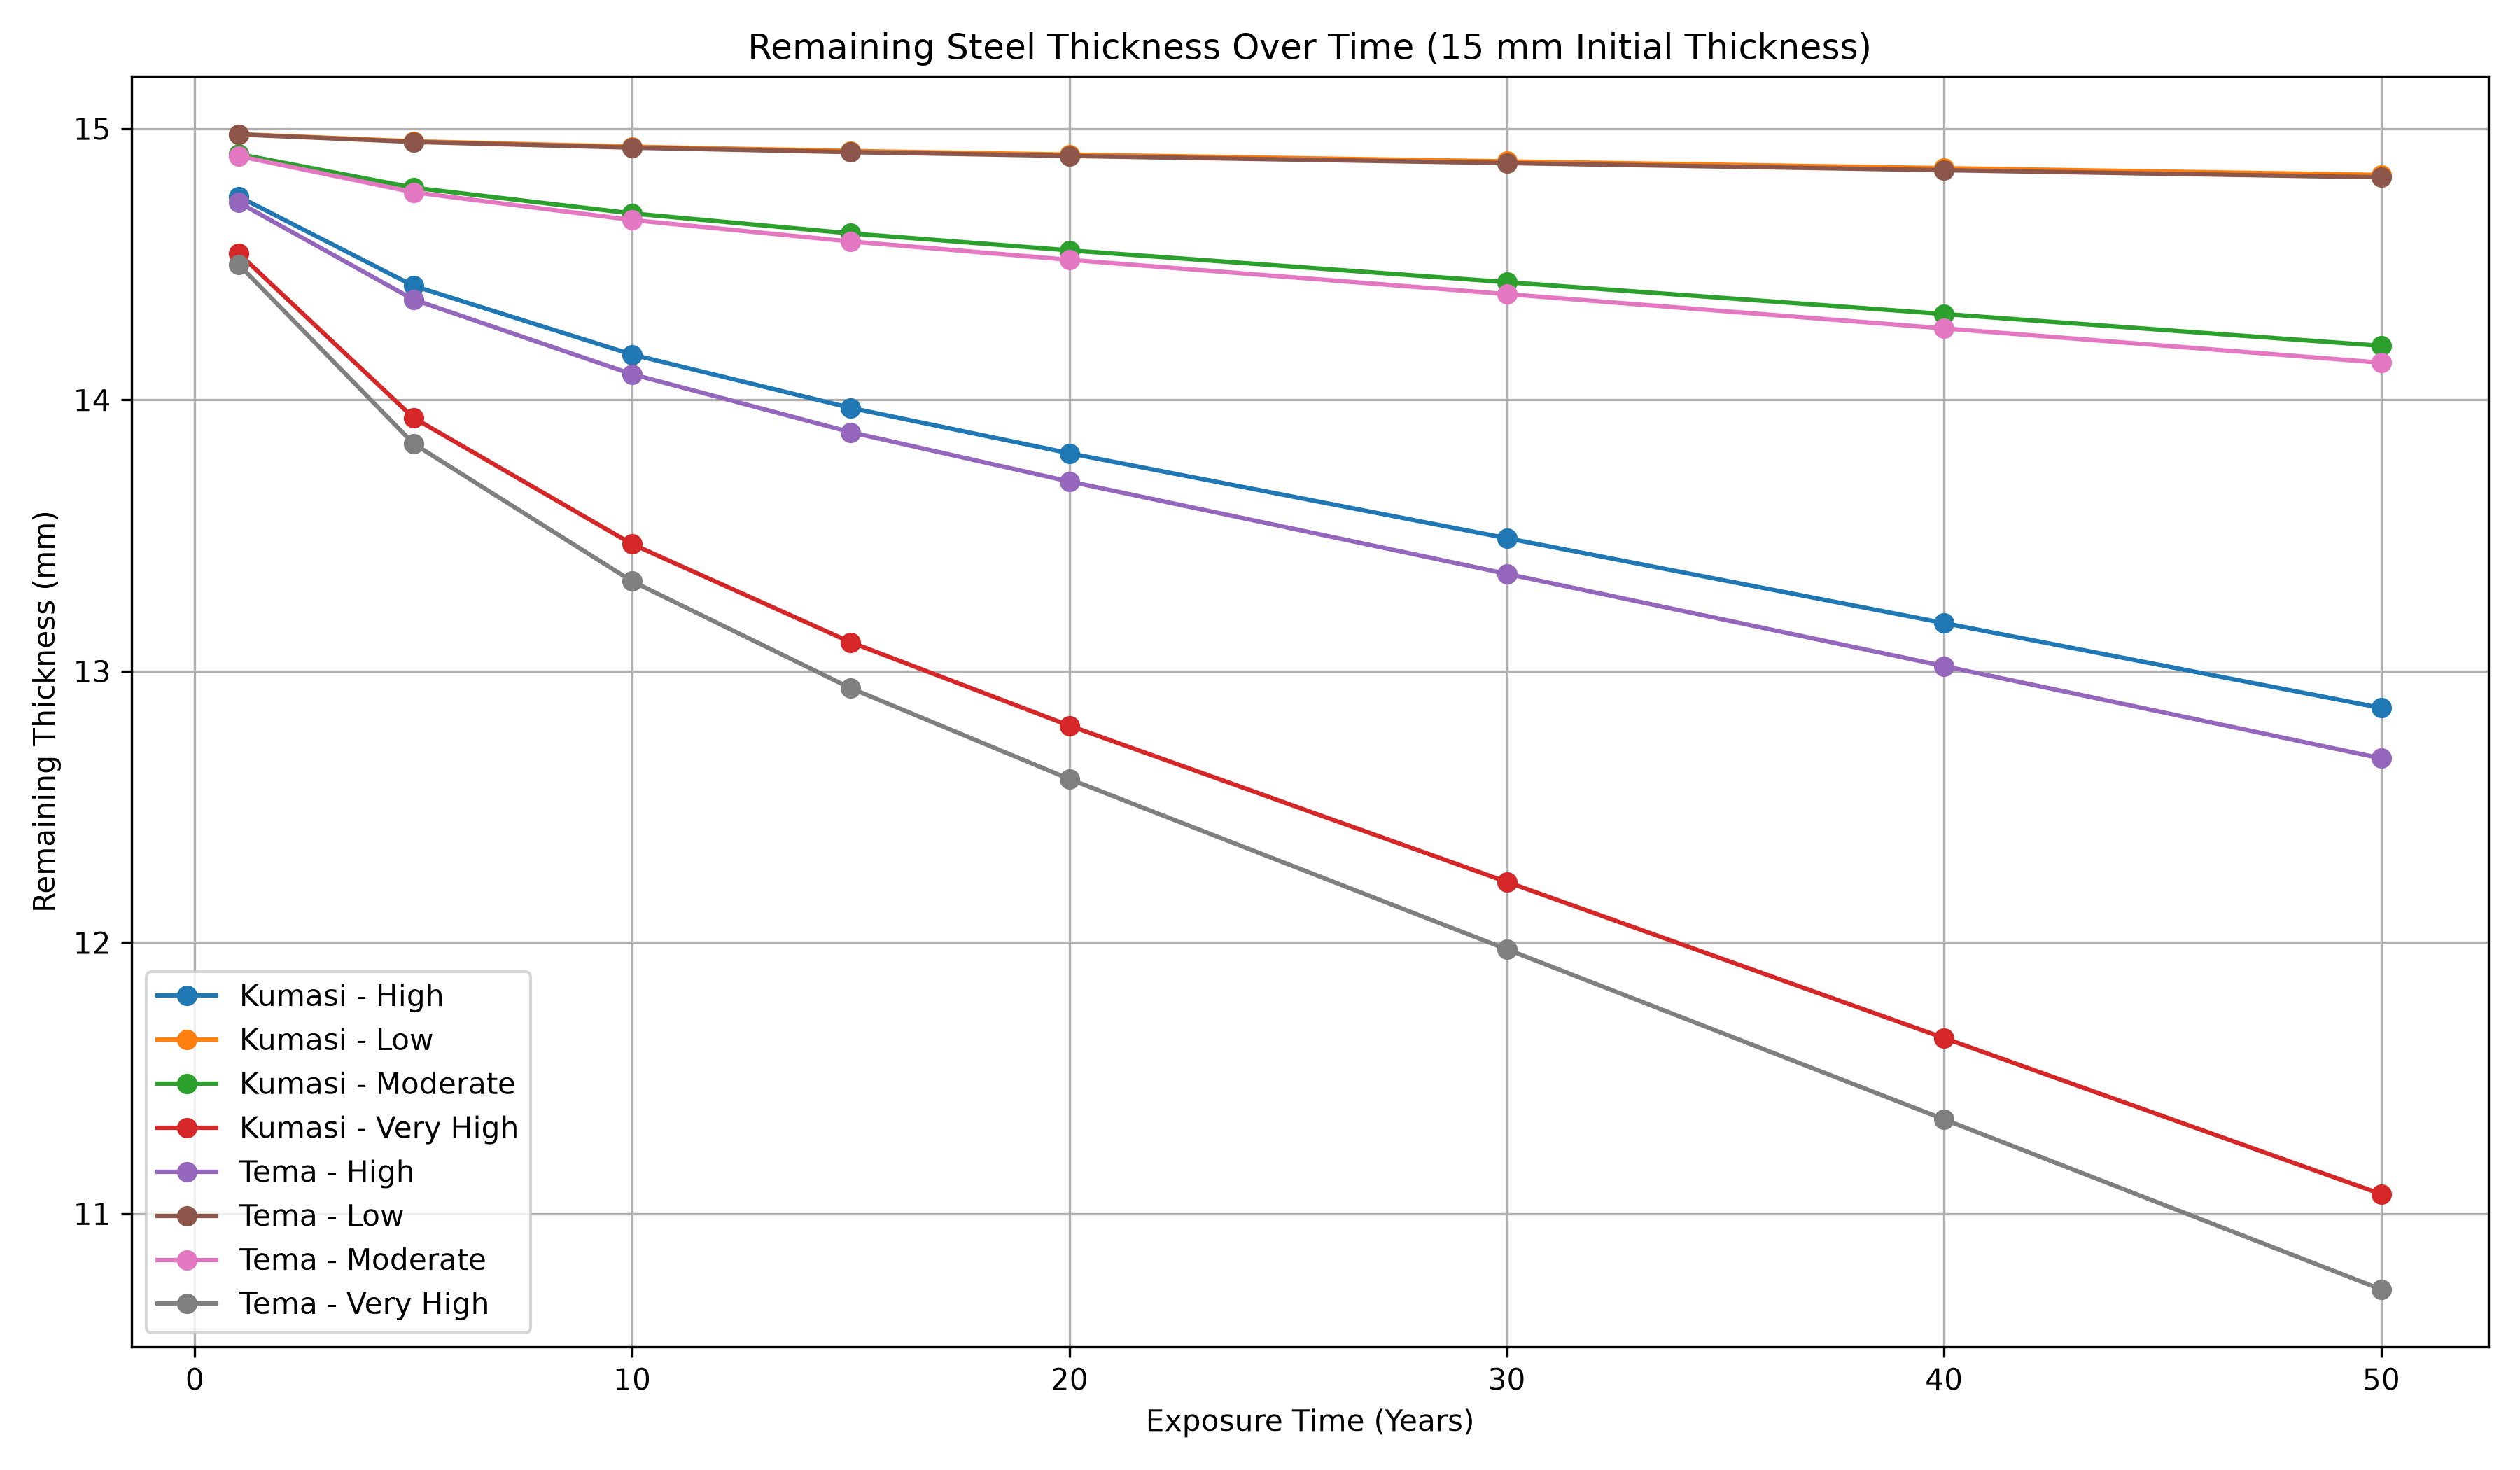 Remaining Steel Thickness Over Time (15 mm Initial Thickness)
15
14
13
12
11
Remaining Thickness (mm)
Kumasi - High
Kumasi - Low
Kumasi - Moderate
Kumasi - Very High
Tema - High
Tema - Low
Tema - Moderate
Tema - Very High
0 10 20 30 40 50
Exposure Time (Years)